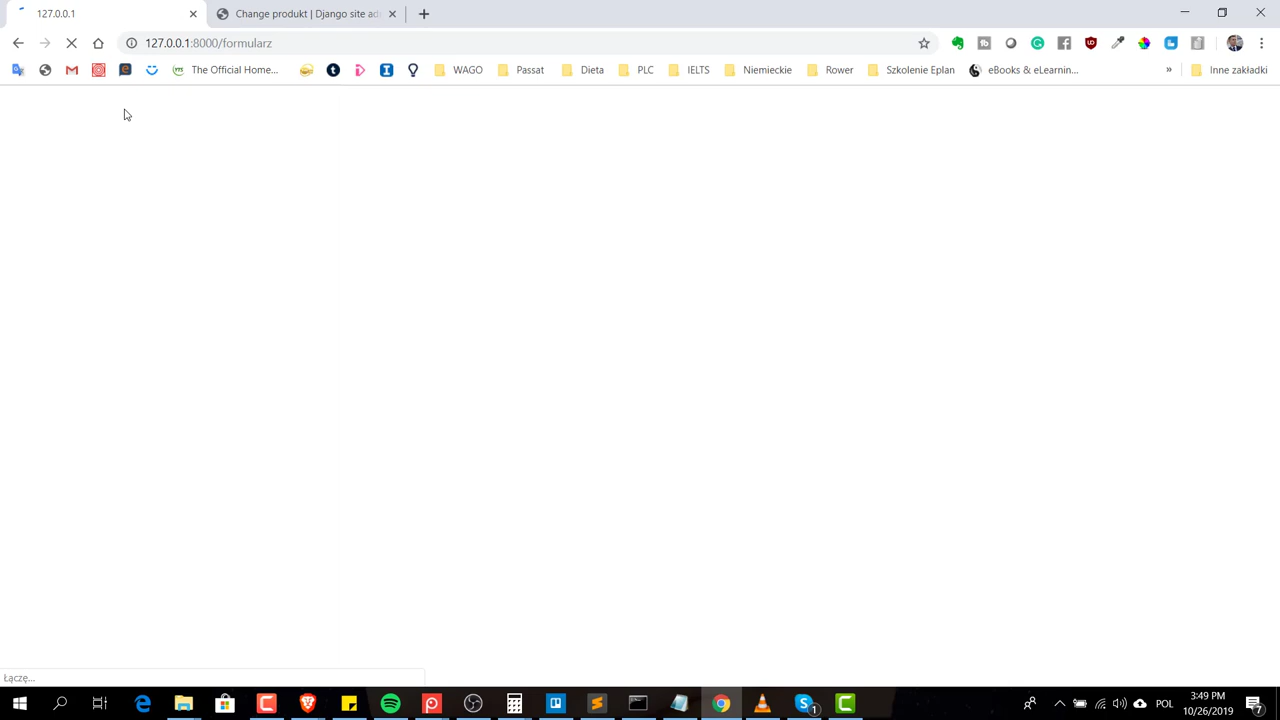 127.0.0.1
Change produkt | Django site ad
127.0.0.1:8000/formularz
The Official Home...
WAGO
Passat
Dieta
PLC
IELTS
Niemieckie
Rower
Szkolenie Eplan
eBooks & eLearnin...
»
Inne zakładki
Łączę...
POL
3:49 PM
10/26/2019